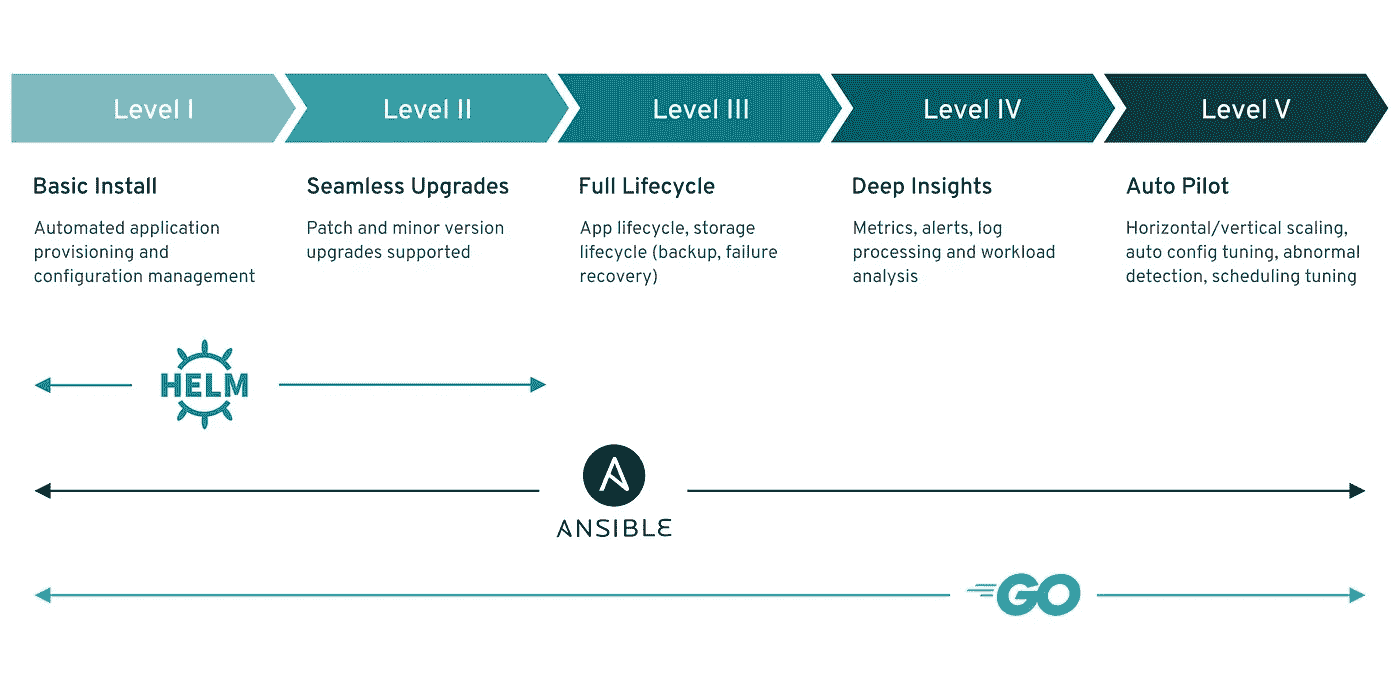 Level I
Level II
Level III
Level IV
Level V
Basic Install
Automated application
provisioning and
configuration management
Seamless Upgrades
Patch and minor version
upgrades supported
Full Lifecycle
App lifecycle, storage
lifecycle (backup, failure
recovery)
Deep Insights
Metrics, alerts, log
processing and workload
analysis
Auto Pilot
Horizontal/vertical scaling,
auto config tuning, abnormal
detection, scheduling tuning
HELM
A
ANSIBLE
GO